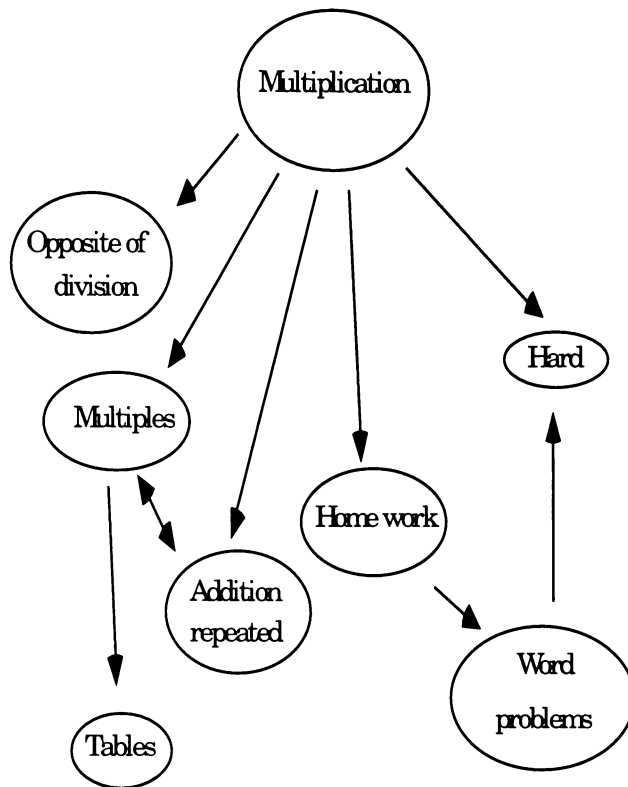 Multiplication
Opposite of
division
Hard
Multiples
Home work
Addition
repeated
Word
problems
Tables